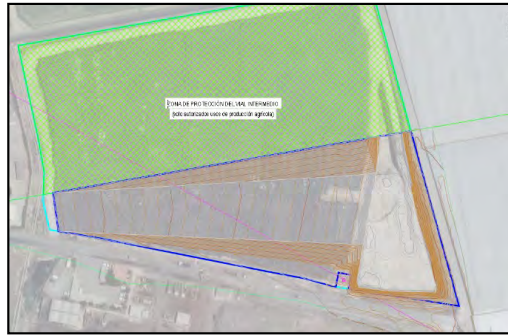 ZONA DE PROTECCIÓN DEL VIAL INTERMEDIO
(solo autorizados usos de producción agrícola)